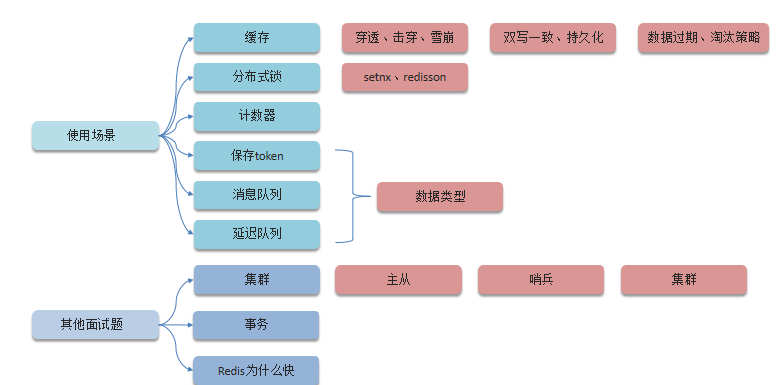 缓存
穿透、击穿、雪崩
双写一致、持久化
数据过期、淘汰策略
分布式锁
setnx、redisson
计数器
使用场景
保存token
消息队列
数据类型
延迟队列
集群
主从
哨兵
集群
其他面试题
事务
Redis为什么快